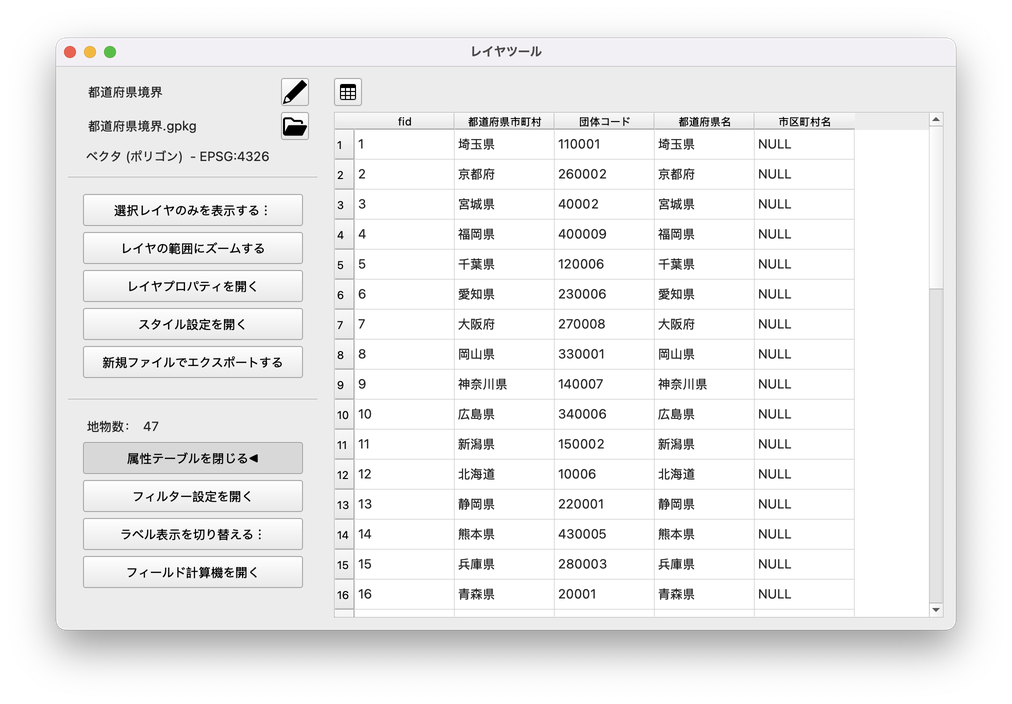 レイヤツール
都道府県境界
都道府県境界.gpkg
ベクタ (ポリゴン) - EPSG:4326
選択レイヤのみを表示する⋮
レイヤの範囲にズームする
レイヤプロパティを開く
スタイル設定を開く
新規ファイルでエクスポートする
地物数: 47
属性テーブルを閉じる◀
フィルター設定を開く
ラベル表示を切り替える⋮
フィールド計算機を開く
fid 都道府県市町村 団体コード 都道府県名 市区町村名
1 1 埼玉県 110001 埼玉県 NULL
2 2 京都府 260002 京都府 NULL
3 3 宮城県 40002 宮城県 NULL
4 4 福岡県 400009 福岡県 NULL
5 5 千葉県 120006 千葉県 NULL
6 6 愛知県 230006 愛知県 NULL
7 7 大阪府 270008 大阪府 NULL
8 8 岡山県 330001 岡山県 NULL
9 9 神奈川県 140007 神奈川県 NULL
10 10 広島県 340006 広島県 NULL
11 11 新潟県 150002 新潟県 NULL
12 12 北海道 10006 北海道 NULL
13 13 静岡県 220001 静岡県 NULL
14 14 熊本県 430005 熊本県 NULL
15 15 兵庫県 280003 兵庫県 NULL
16 16 青森県 20001 青森県 NULL